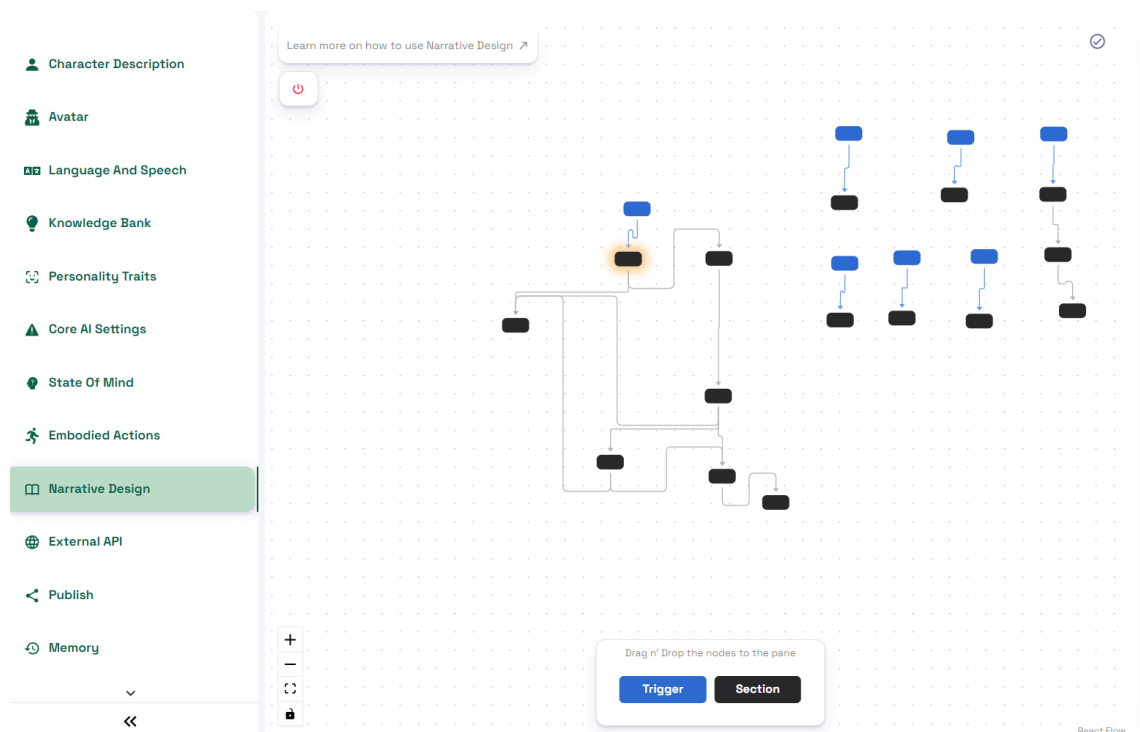 Character Description
Avatar
Language And Speech
Knowledge Bank
Personality Traits
Core AI Settings
State Of Mind
Embodied Actions
Narrative Design
External API
Publish
Memory
Learn more on how to use Narrative Design ↗
Drag n' Drop the nodes to the pane
Trigger
Section
React Flow